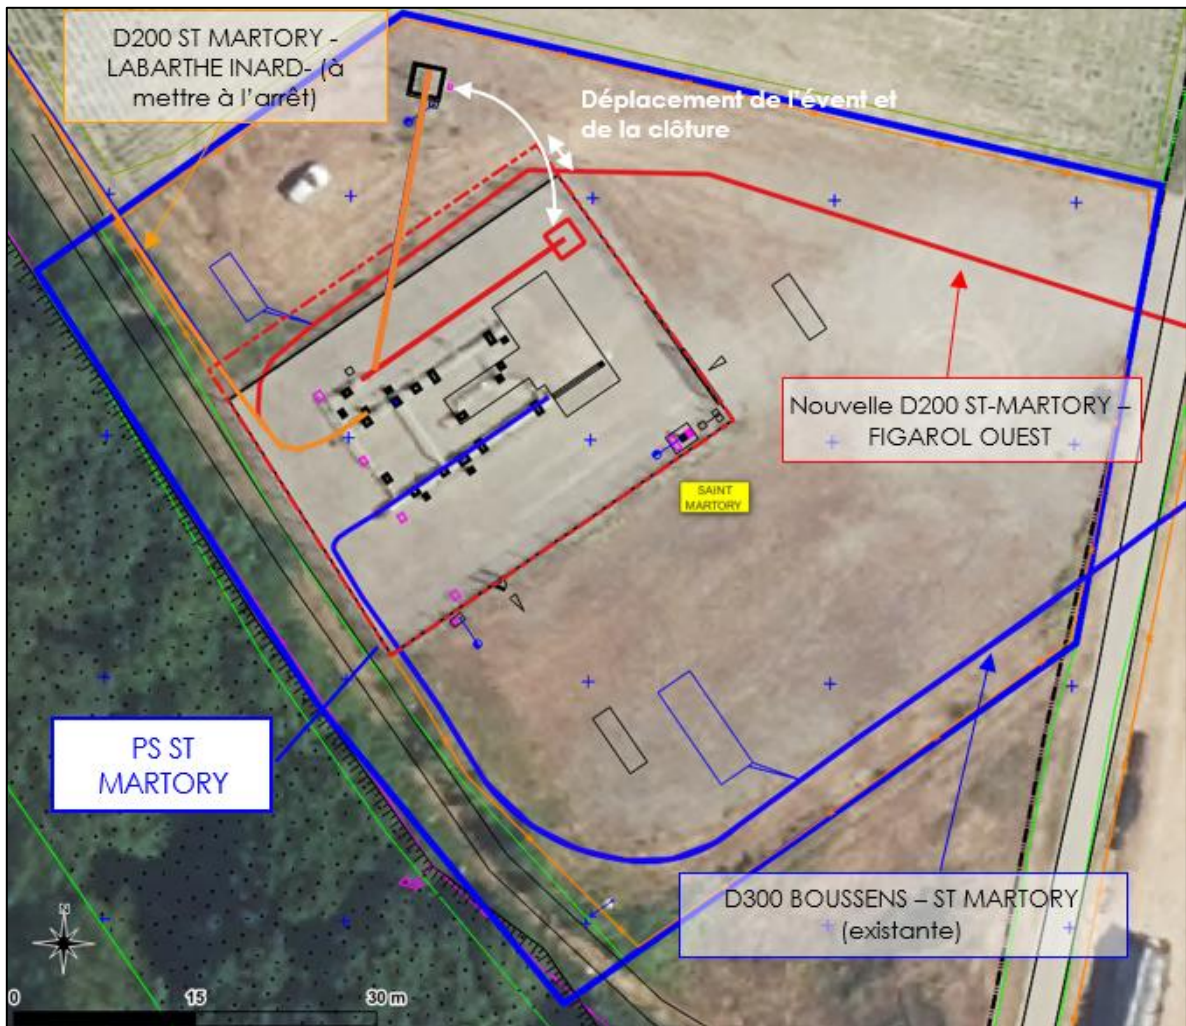 D200 ST MARTORY -
LABARTHE INARD- (à
mettre à l'arrêt)
Déplacement de l'évent et
de la clôture
Nouvelle D200 ST-MARTORY –
FIGAROL OUEST
SAINT
MARTORY
PS ST
MARTORY
D300 BOUSSENS – ST MARTORY
(existante)
N
0 15 30 m